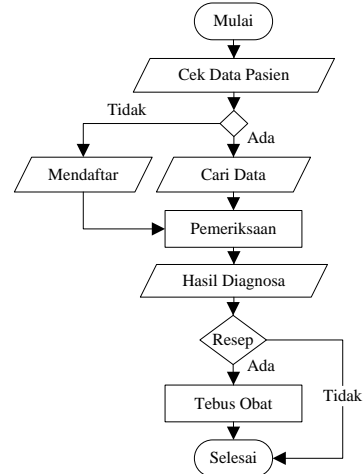 Mulai
Cek Data Pasien
Tidak
Ada
Mendaftar
Cari Data
Pemeriksaan
Hasil Diagnosa
Resep
Ada
Tebus Obat
Tidak
Selesai